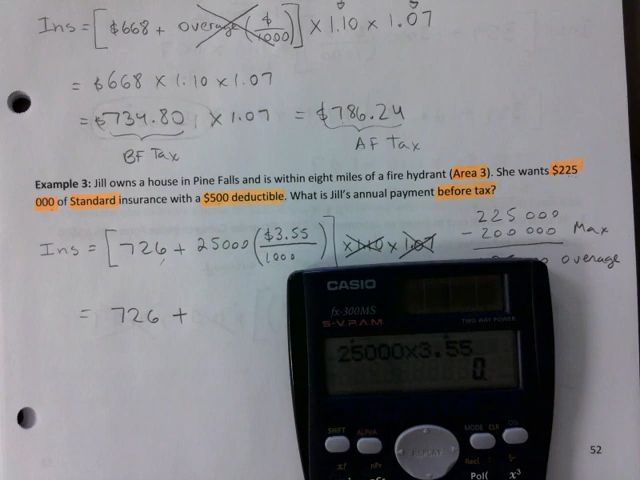 Ins = [$668 + overage ($/1000)] × 1.10 × 1.07
= $668 × 1.10 × 1.07
= $734.80 × 1.07 = $786.24
BF Tax AF Tax
Example 3: Jill owns a house in Pine Falls and is within eight miles of a fire hydrant (Area 3). She wants $225
000 of Standard insurance with a $500 deductible. What is Jill's annual payment before tax?
225 000
- 200 000 Max
overage
Ins = [726 + 25000 ($3.55/1000)] × 1.10 × 1.07
= 726 +
CASIO
fx-300MS
S-V.P.A.M.
TWO WAY POWER
25000×3.55
0.
SHIFT ALPHA MODE CLR ON
REPLAY
x! nPr Rec( :
Pol( x³
52